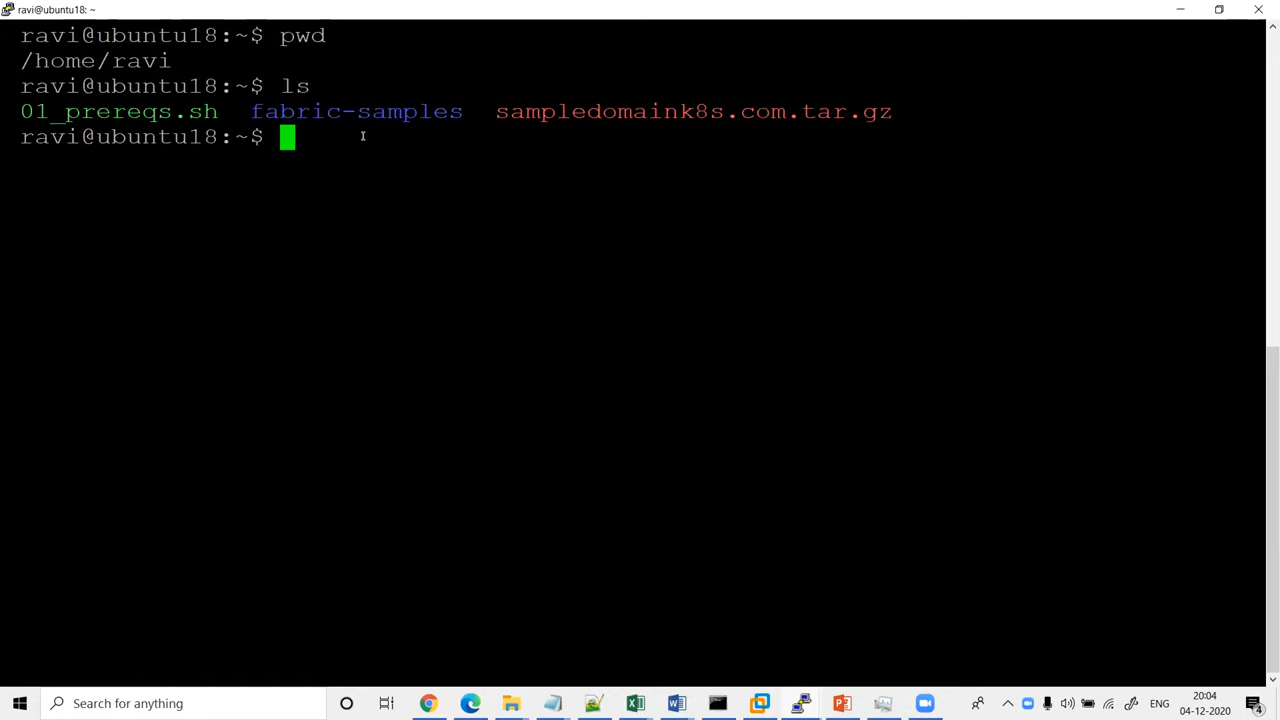 ravi@ubuntu18: ~
ravi@ubuntu18:~$ pwd
/home/ravi
ravi@ubuntu18:~$ ls
01_prereqs.sh  fabric-samples  sampledomaink8s.com.tar.gz
ravi@ubuntu18:~$
Search for anything
ENG
20:04
04-12-2020
4